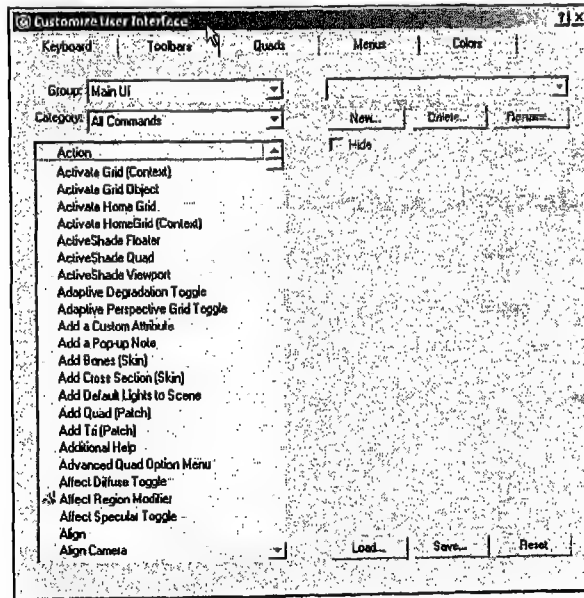 Customize User Interface
Keyboard Toolbars Quads Menus Colors
Group: Main UI
Category: All Commands
New... Delete... Rename...
Hide
Action
Activate Grid (Context)
Activate Grid Object
Activate Home Grid
Activate HomeGrid (Context)
ActiveShade Floater
ActiveShade Quad
ActiveShade Viewport
Adaptive Degradation Toggle
Adaptive Perspective Grid Toggle
Add a Custom Attribute
Add a Pop-up Note
Add Bones (Skin)
Add Cross Section (Skin)
Add Default Lights to Scene
Add Quad (Patch)
Add Tri (Patch)
Additional Help
Advanced Quad Option Menu
Affect Diffuse Toggle
Affect Region Modifier
Affect Specular Toggle
Align
Align Camera
Load... Save... Reset